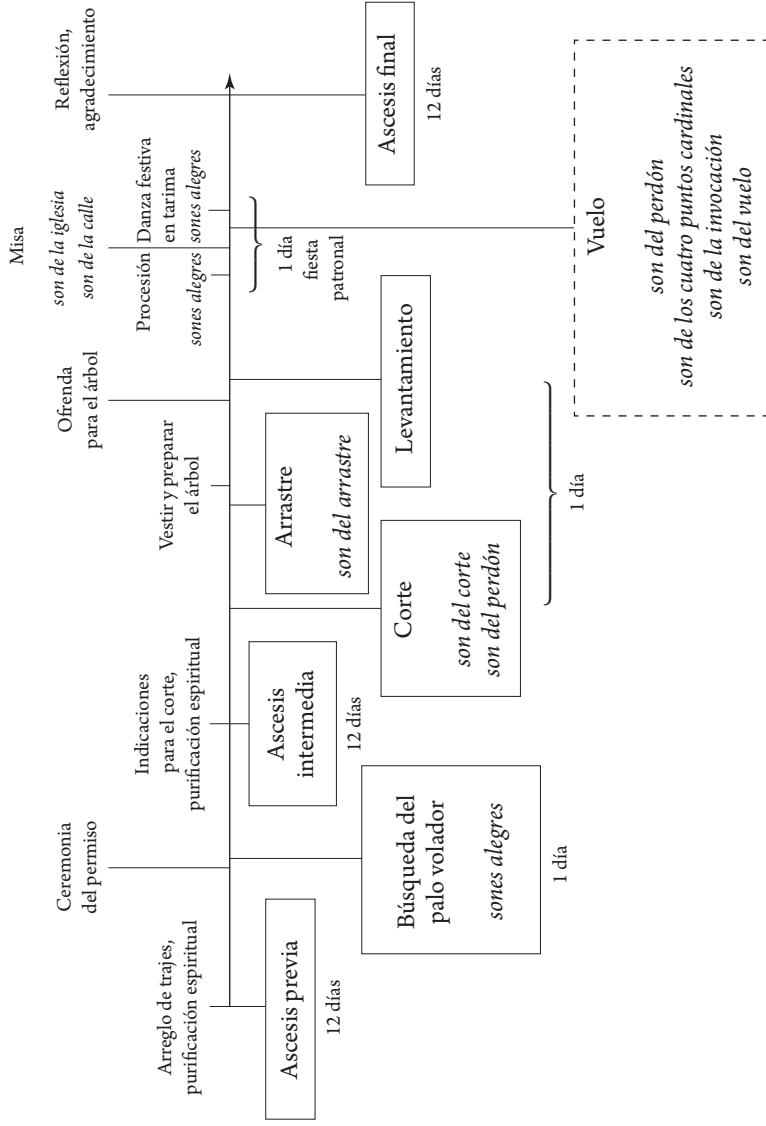 Arreglo de trajes,
purificación espiritual
Ceremonia
del permiso
Indicaciones
para el corte,
purificación espiritual
Vestir y preparar
el árbol
Ofrenda
para el árbol
Misa
son de la iglesia
son de la calle
Procesión
sones alegres
Danza festiva
en tarima
sones alegres
Reflexión,
agradecimiento
1 día
fiesta
patronal
Ascesis previa
12 días
Búsqueda del
palo volador
sones alegres
1 día
Ascesis
intermedia
12 días
Corte
son del corte
son del perdón
Arrastre
son del arrastre
Levantamiento
1 día
Vuelo
son del perdón
son de los cuatro puntos cardinales
son de la invocación
son del vuelo
Ascesis final
12 días